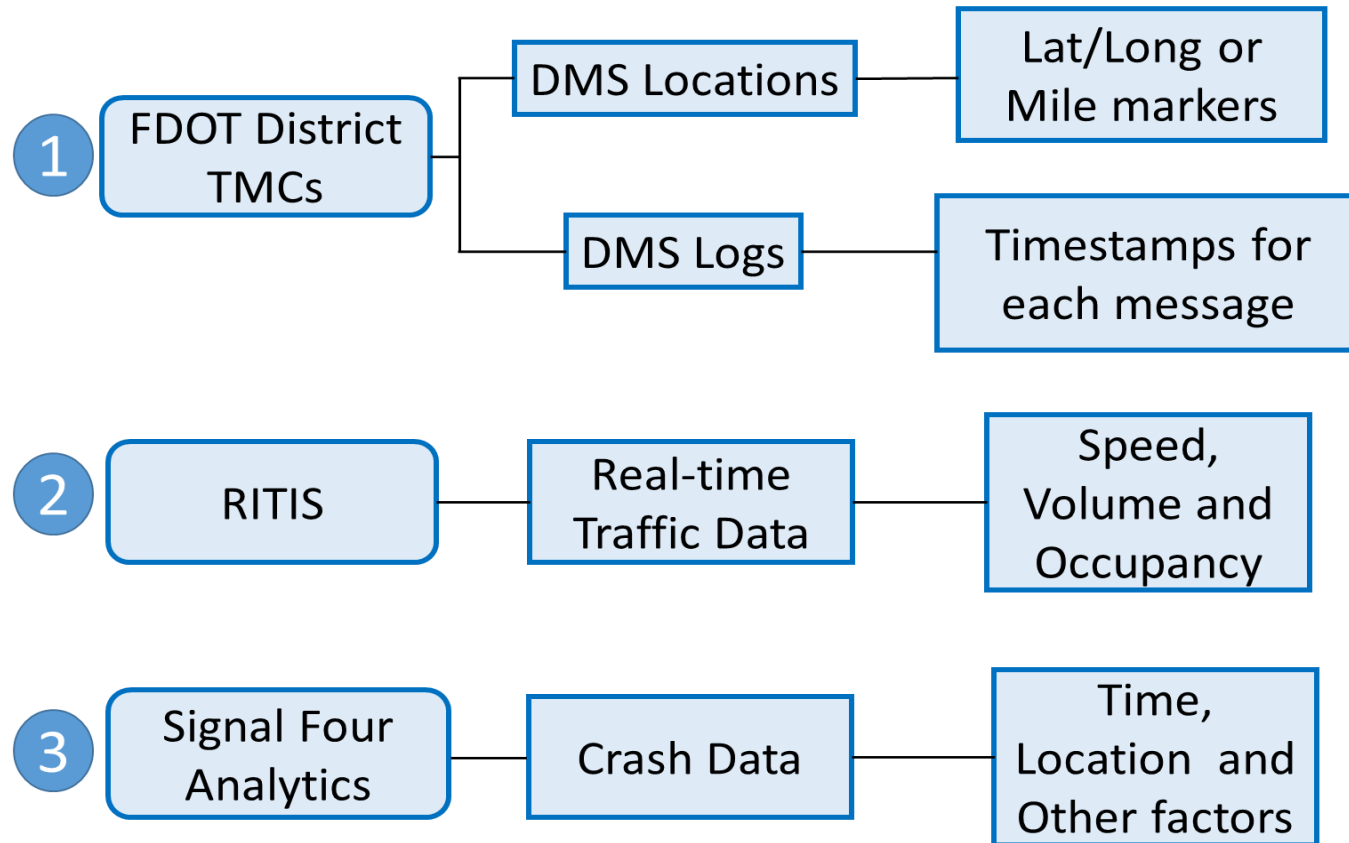 1
FDOT District
TMCs
DMS Locations
Lat/Long or
Mile markers
DMS Logs
Timestamps for
each message
2
RITIS
Real-time
Traffic Data
Speed,
Volume and
Occupancy
3
Signal Four
Analytics
Crash Data
Time,
Location and
Other factors